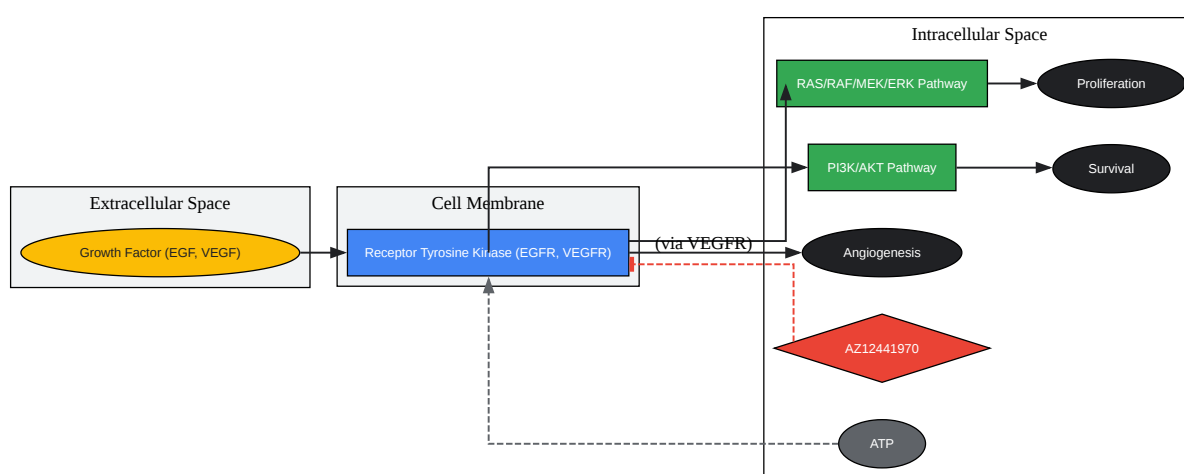 Intracellular Space
RAS/RAF/MEK/ERK Pathway
Proliferation
PI3K/AKT Pathway
Survival
Extracellular Space
Cell Membrane
Growth Factor (EGF, VEGF)
Receptor Tyrosine Kinase (EGFR, VEGFR)
(via VEGFR)
Angiogenesis
AZ12441970
ATP